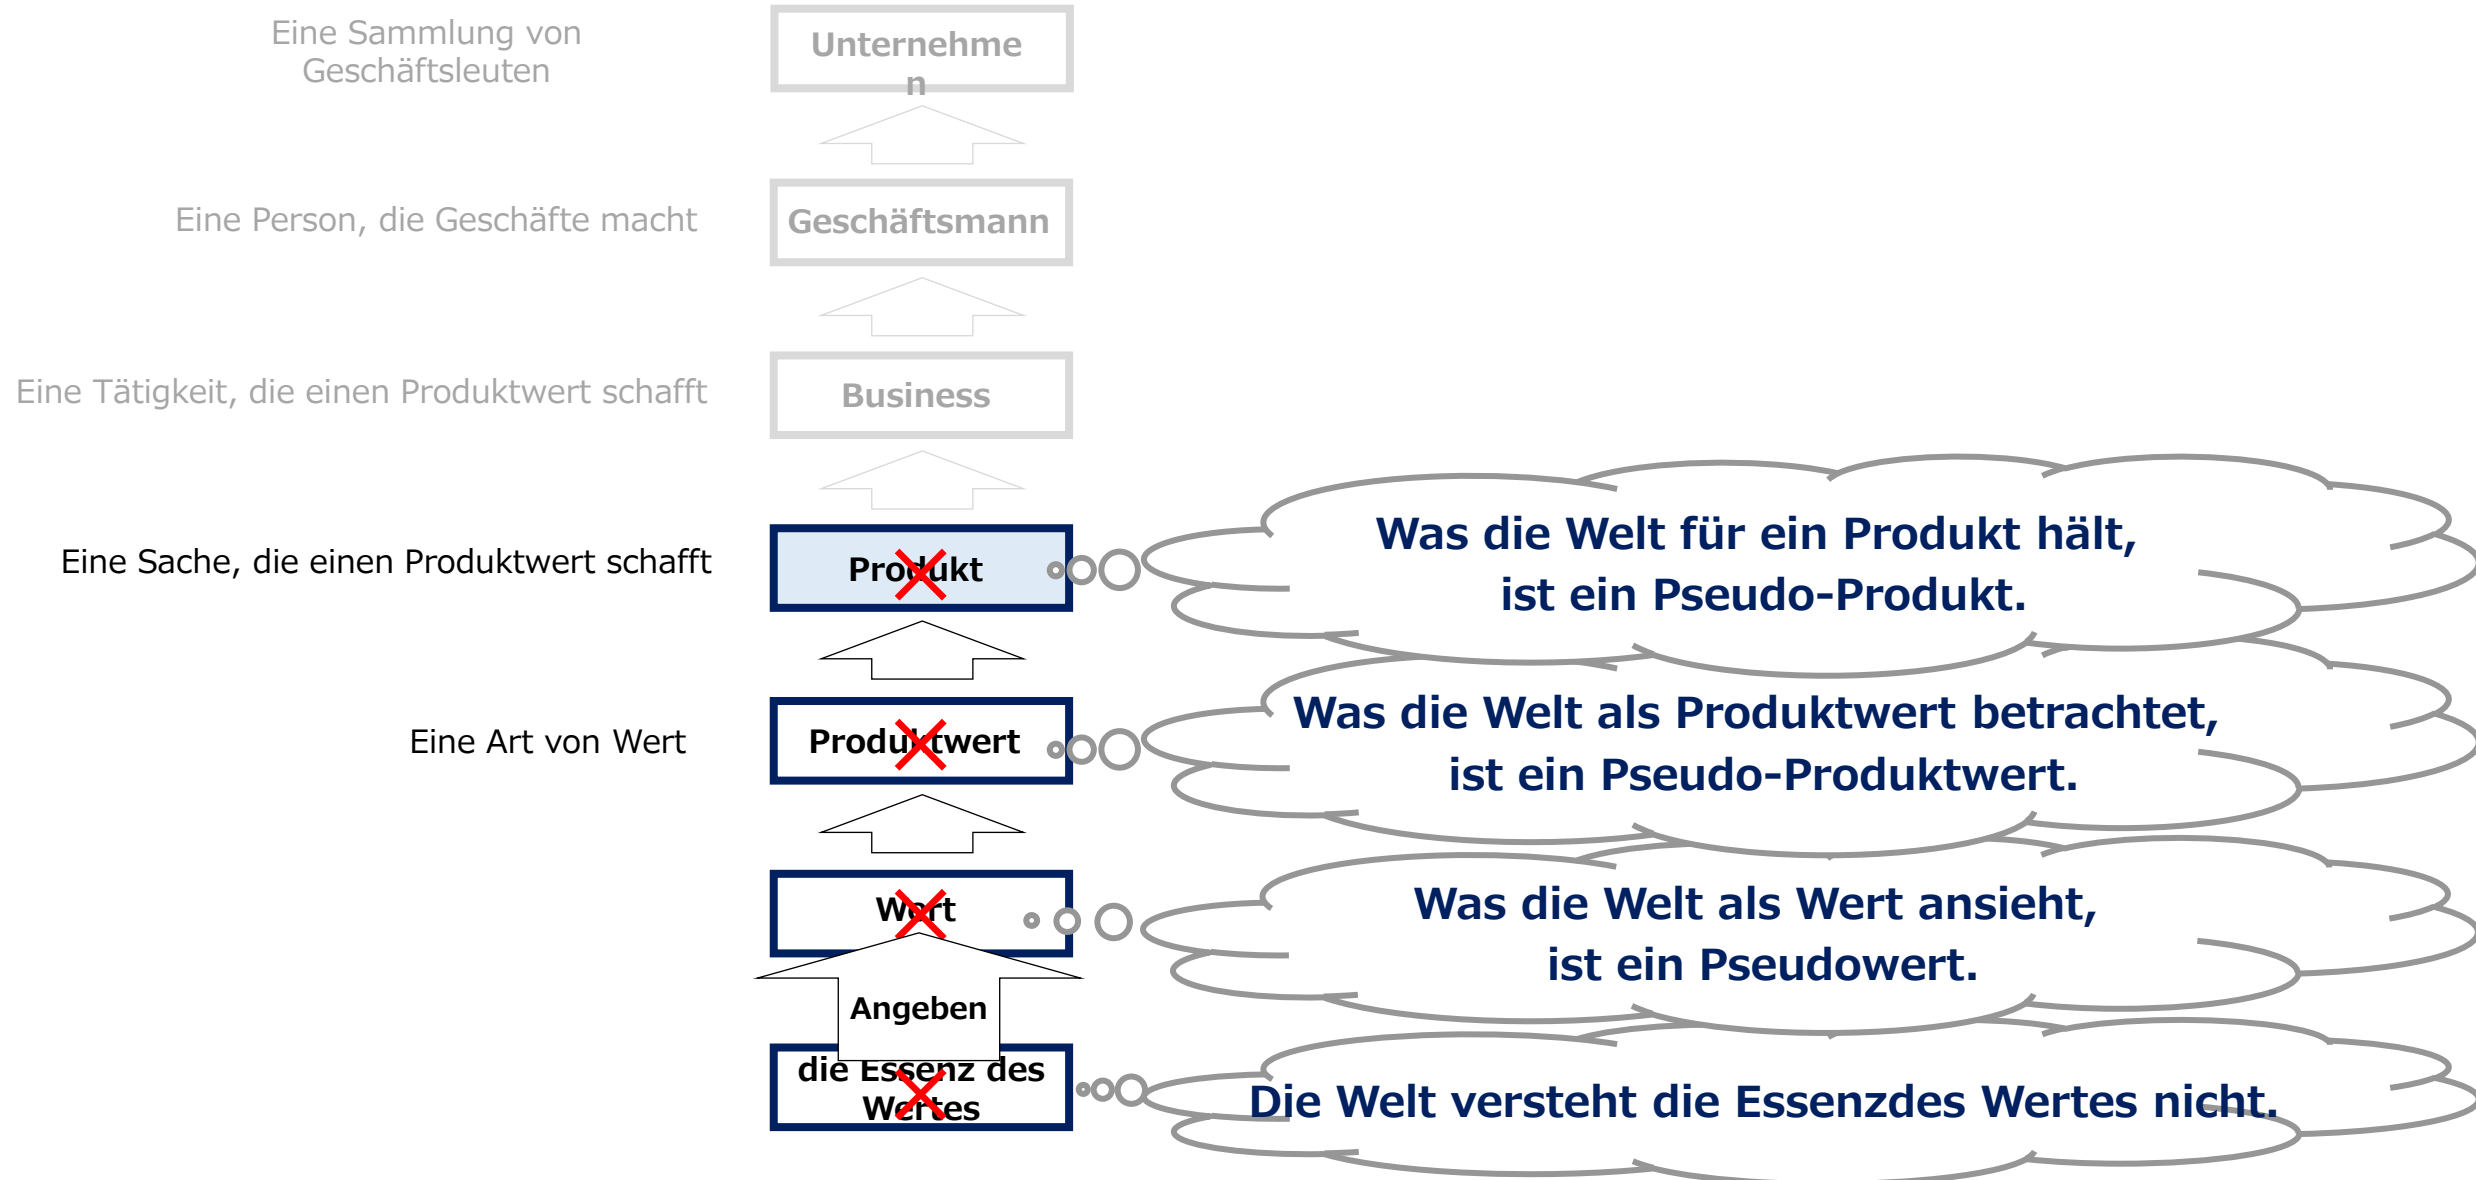 Eine Sammlung von
Geschäftsleuten
Unternehme
n
Eine Person, die Geschäfte macht
Geschäftsmann
Eine Tätigkeit, die einen Produktwert schafft
Business
Eine Sache, die einen Produktwert schafft
Produkt
Was die Welt für ein Produkt hält,
ist ein Pseudo-Produkt.
Eine Art von Wert
Produktwert
Was die Welt als Produktwert betrachtet,
ist ein Pseudo-Produktwert.
Wert
Was die Welt als Wert ansieht,
ist ein Pseudowert.
Angeben
die Essenz des
Wertes
Die Welt versteht die Essenzdes Wertes nicht.